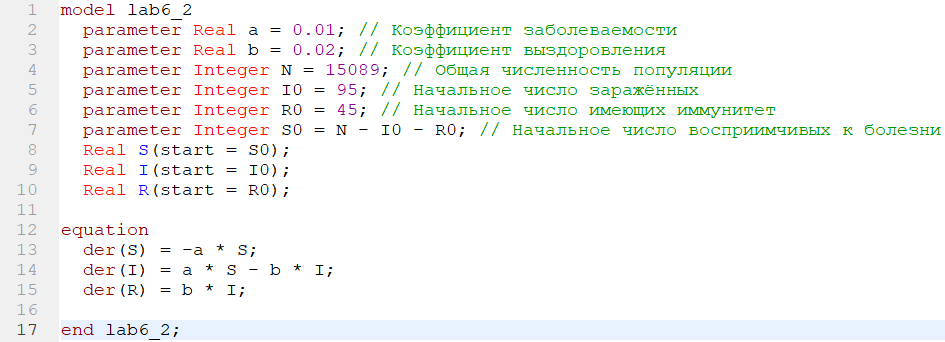 1 model lab6_2
2 parameter Real a = 0.01; // Коэффициент заболеваемости
3 parameter Real b = 0.02; // Коэффициент выздоровления
4 parameter Integer N = 15089; // Общая численность популяции
5 parameter Integer I0 = 95; // Начальное число заражённых
6 parameter Integer R0 = 45; // Начальное число имеющих иммунитет
7 parameter Integer S0 = N - I0 - R0; // Начальное число восприимчивых к болезни
8 Real S(start = S0);
9 Real I(start = I0);
10 Real R(start = R0);
11
12 equation
13 der(S) = -a * S;
14 der(I) = a * S - b * I;
15 der(R) = b * I;
16
17 end lab6_2;